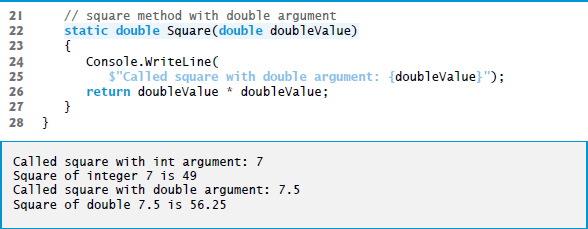 21 // square method with double argument
22 static double Square(double doubleValue)
23 {
24 Console.WriteLine(
25 $"Called square with double argument: {doubleValue}");
26 return doubleValue * doubleValue;
27 }
28 }
Called square with int argument: 7
Square of integer 7 is 49
Called square with double argument: 7.5
Square of double 7.5 is 56.25